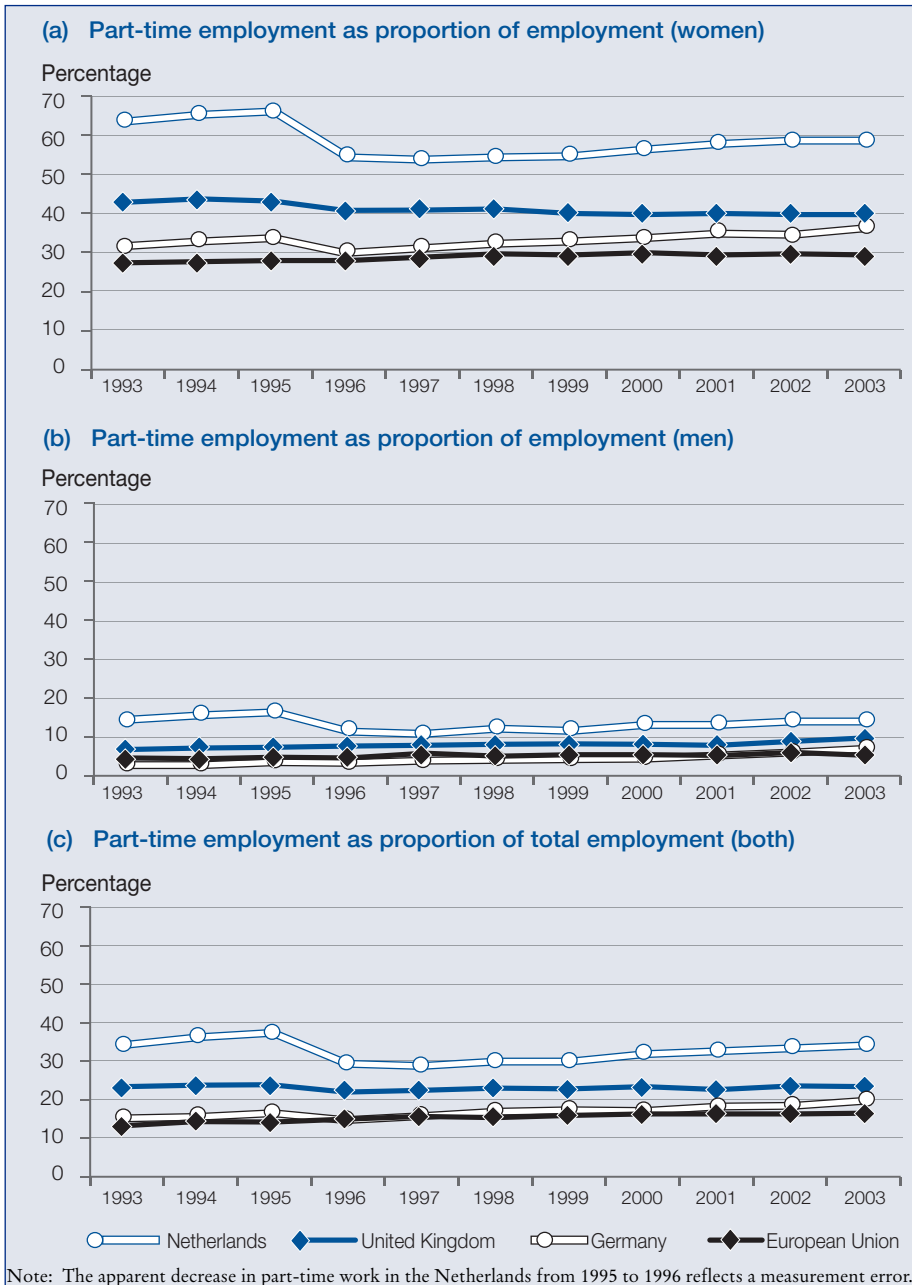 (a) Part-time employment as proportion of employment (women)
Percentage
70
60
50
40
30
20
10
0
1993 1994 1995 1996 1997 1998 1999 2000 2001 2002 2003
(b) Part-time employment as proportion of employment (men)
Percentage
70
60
50
40
30
20
10
0
1993 1994 1995 1996 1997 1998 1999 2000 2001 2002 2003
(c) Part-time employment as proportion of total employment (both)
Percentage
70
60
50
40
30
20
10
0
1993 1994 1995 1996 1997 1998 1999 2000 2001 2002 2003
Netherlands United Kingdom Germany European Union
Note: The apparent decrease in part-time work in the Netherlands from 1995 to 1996 reflects a measurement error.